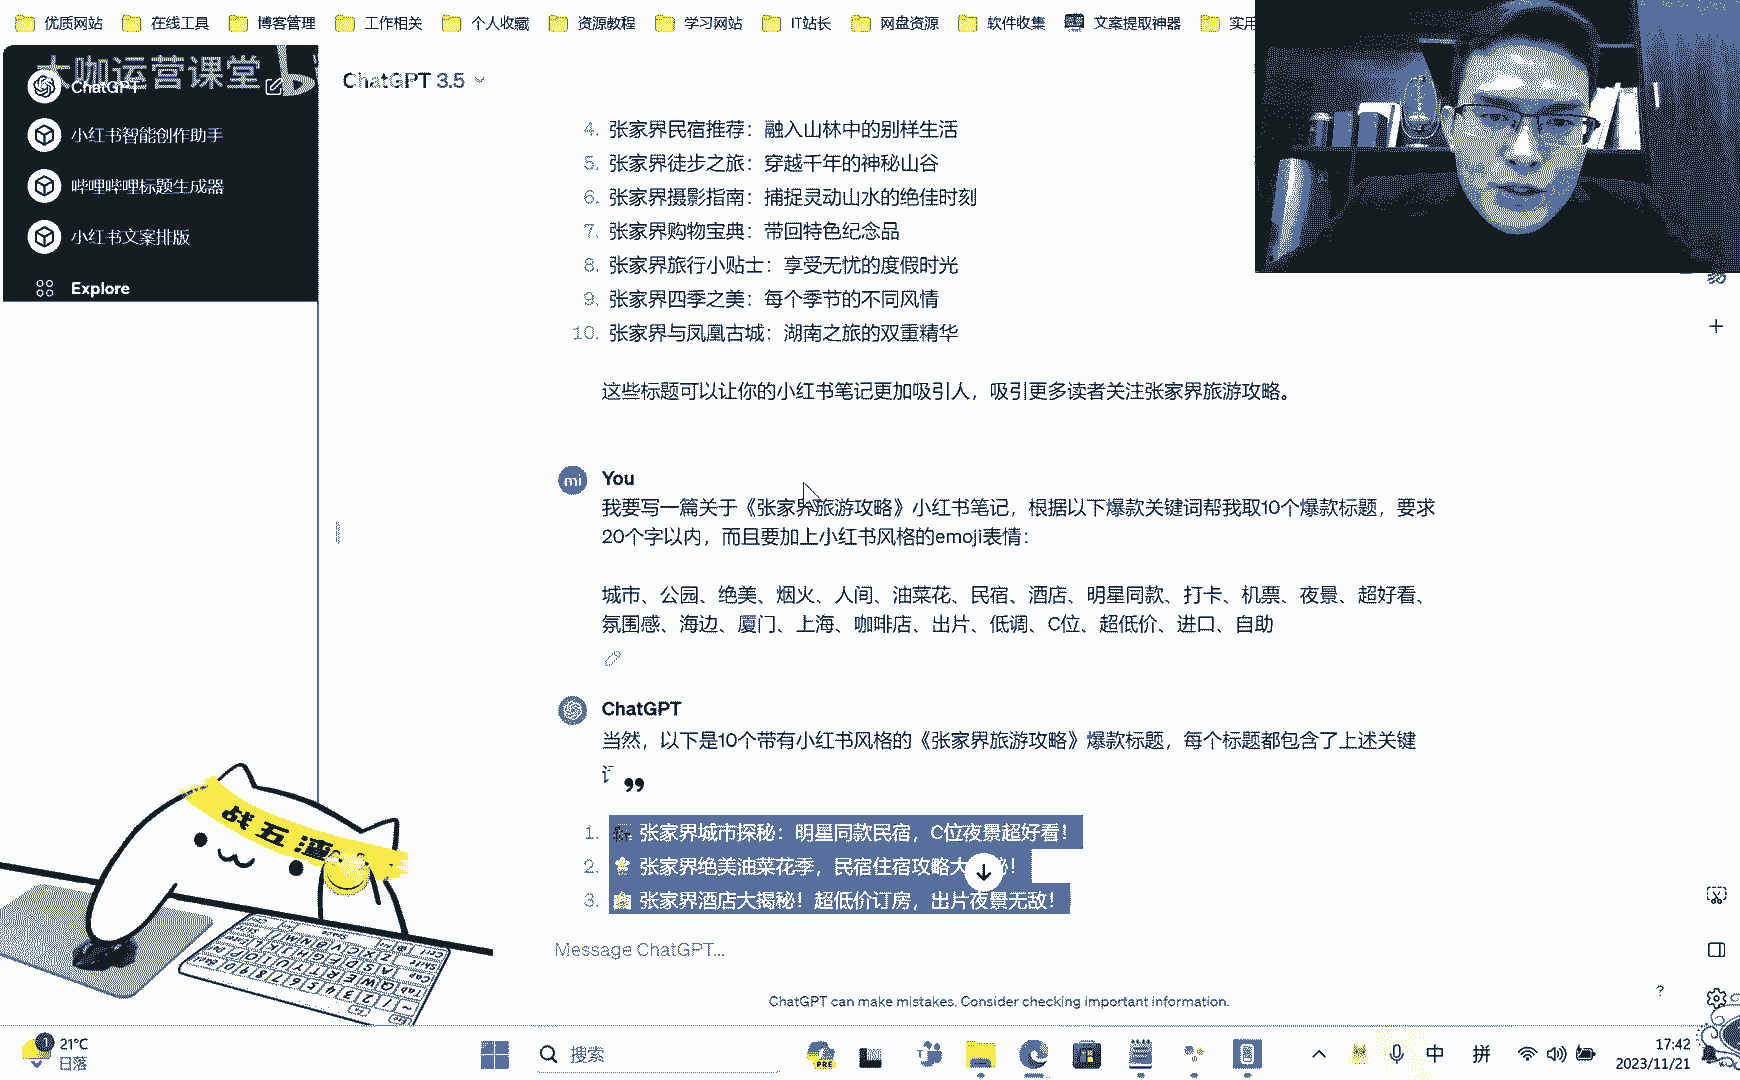 优质网站
在线工具
博客管理
工作相关
个人收藏
资源教程
学习网站
IT站长
网盘资源
软件收集
文案提取神器
实用
大咖运营课堂
ChatGPT
小红书智能创作助手
哔哩哔哩标题生成器
小红书文案排版
Explore
ChatGPT 3.5
4. 张家界民宿推荐：融入山林中的别样生活
5. 张家界徒步之旅：穿越千年的神秘山谷
6. 张家界摄影指南：捕捉灵动山水的绝佳时刻
7. 张家界购物宝典：带回特色纪念品
8. 张家界旅行小贴士：享受无忧的度假时光
9. 张家界四季之美：每个季节的不同风情
10. 张家界与凤凰古城：湖南之旅的双重精华
这些标题可以让你的小红书笔记更加吸引人，吸引更多读者关注张家界旅游攻略。
mi
You
我要写一篇关于《张家界旅游攻略》小红书笔记，根据以下爆款关键词帮我取10个爆款标题，要求
20个字以内，而且要加上小红书风格的emoji表情：
城市、公园、绝美、烟火、人间、油菜花、民宿、酒店、明星同款、打卡、机票、夜景、超好看、
氛围感、海边、厦门、上海、咖啡店、出片、低调、C位、超低价、进口、自助
ChatGPT
当然，以下是10个带有小红书风格的《张家界旅游攻略》爆款标题，每个标题都包含了上述关键
1. 张家界城市探秘：明星同款民宿，C位夜景超好看！
2. 张家界绝美油菜花季，民宿住宿攻略大 ！
3. 张家界酒店大揭秘！超低价订房，出片夜景无敌！
Message ChatGPT...
ChatGPT can make mistakes. Consider checking important information.
?
战五渣
1
21°C
日落
搜索
PRE
中
拼
17:42
2023/11/21